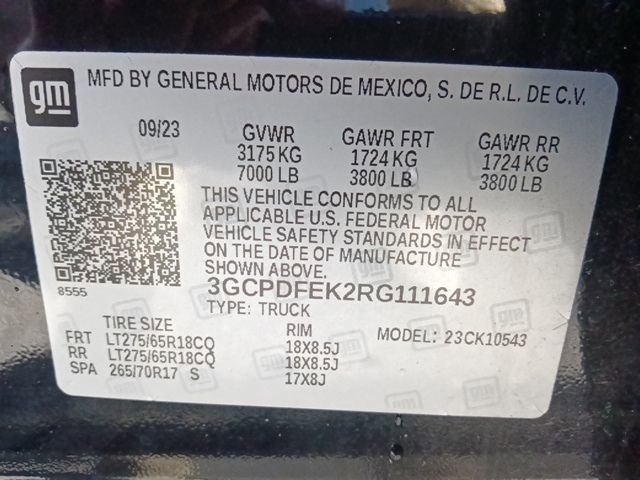 gm
MFD BY GENERAL MOTORS DE MEXICO, S. DE R.L. DE C.V.
09/23 GVWR GAWR FRT GAWR RR
3175 KG 1724 KG 1724 KG
7000 LB 3800 LB 3800 LB
THIS VEHICLE CONFORMS TO ALL
APPLICABLE U.S. FEDERAL MOTOR
VEHICLE SAFETY STANDARDS IN EFFECT
ON THE DATE OF MANUFACTURE
SHOWN ABOVE.
8555
3GCPDFEK2RG111643
TYPE: TRUCK
TIRE SIZE RIM MODEL: 23CK10543
FRT LT275/65R18CQ 18X8.5J
RR LT275/65R18CQ 18X8.5J
SPA 265/70R17 S 17X8J